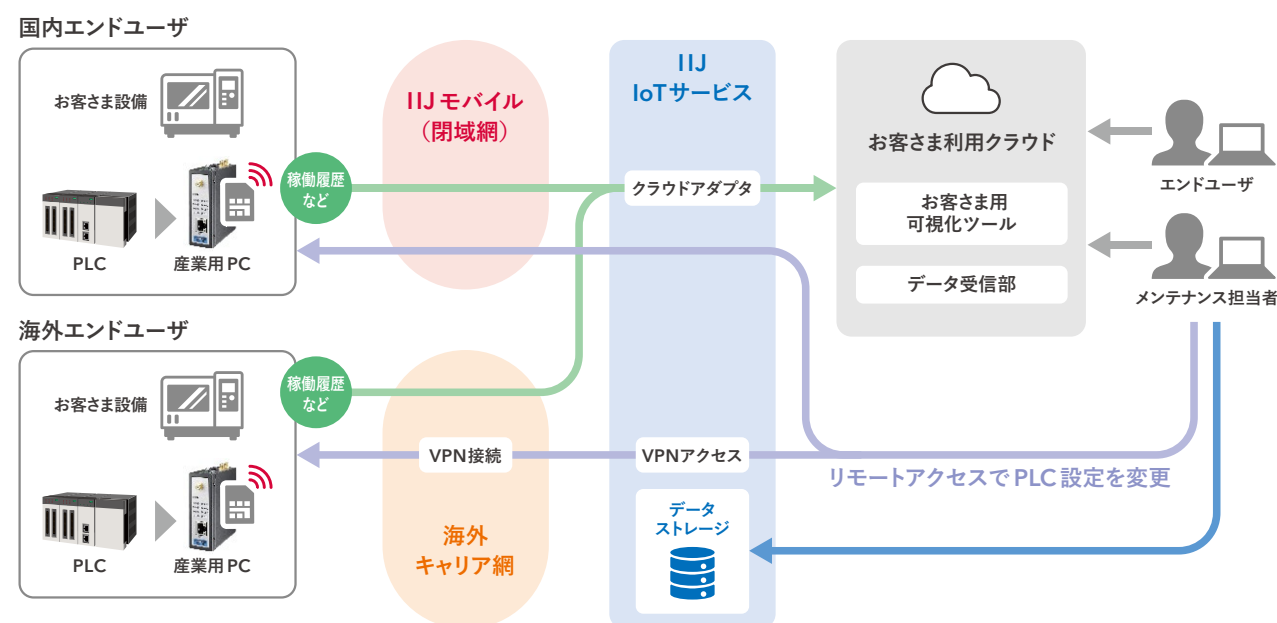 国内エンドユーザ
お客さま設備
PLC
産業用PC
稼働履歴
など
IIJモバイル
（閉域網）
IIJ
IoTサービス
クラウドアダプタ
お客さま利用クラウド
お客さま用
可視化ツール
データ受信部
エンドユーザ
メンテナンス担当者
海外エンドユーザ
お客さま設備
PLC
産業用PC
稼働履歴
など
VPN接続
海外
キャリア網
VPNアクセス
データ
ストレージ
リモートアクセスでPLC設定を変更